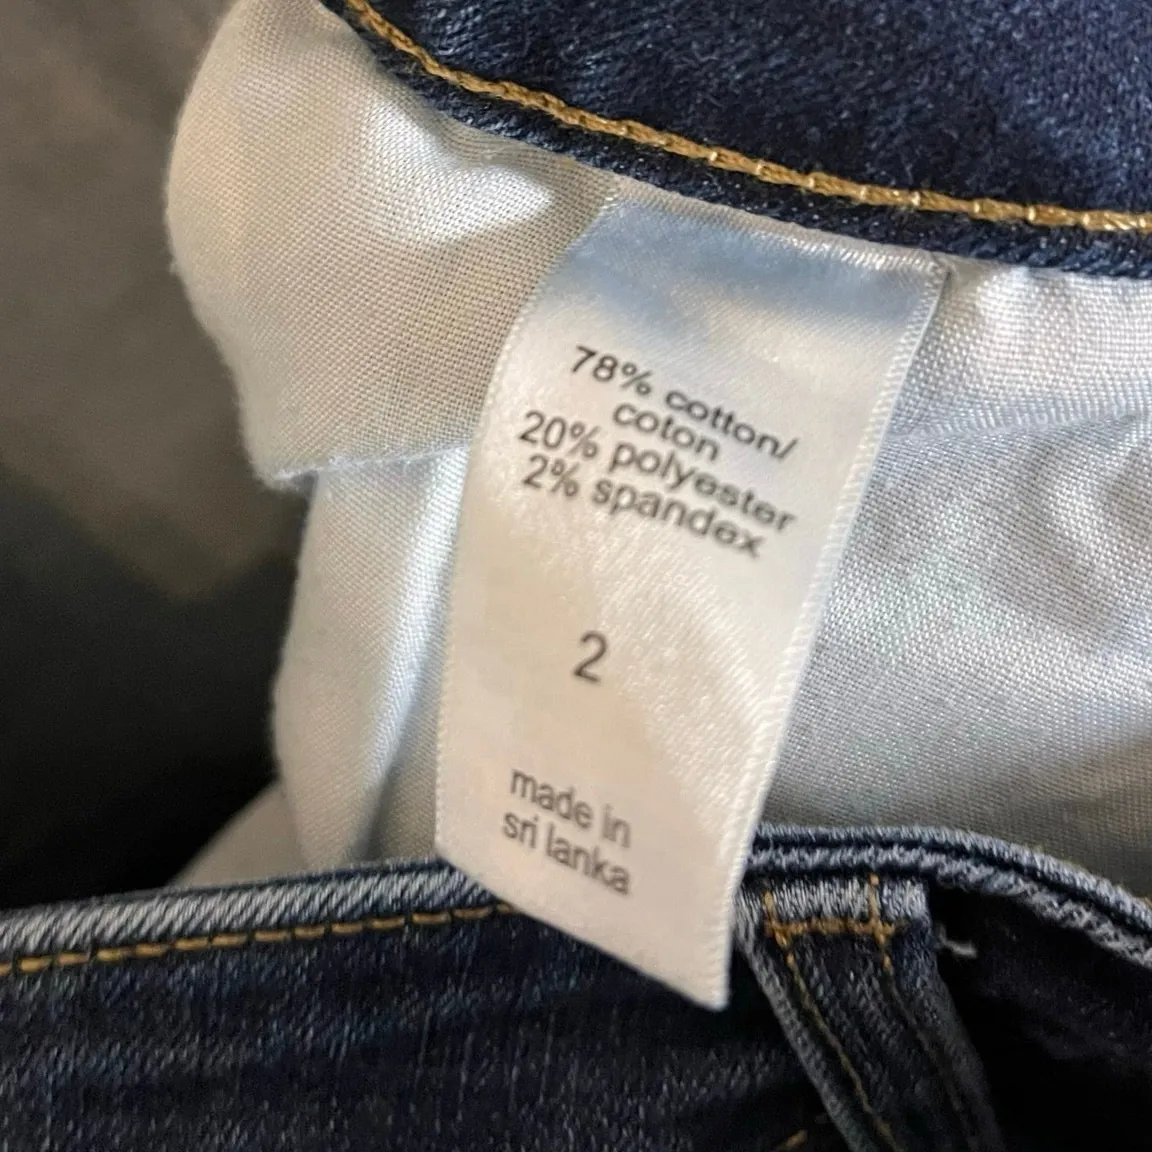 78% cotton/
coton
20% polyester
2% spandex
2
made in
sri lanka